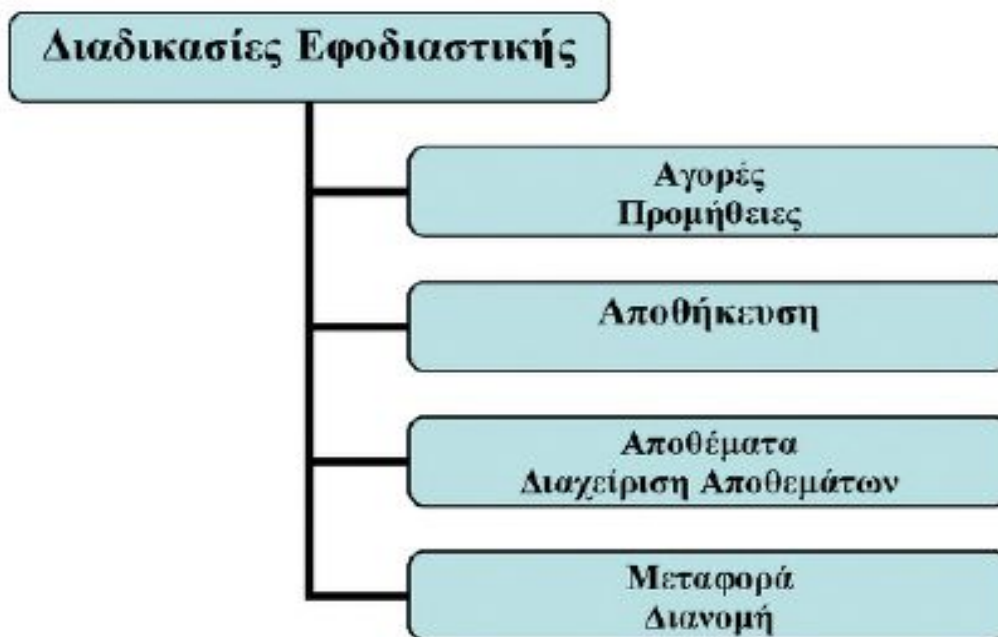 Διαδικασίες Εφοδιαστικής
Αγορές
Προμήθειες
Αποθήκευση
Αποθέματα
Διαχείριση Αποθεμάτων
Μεταφορά
Διανομή